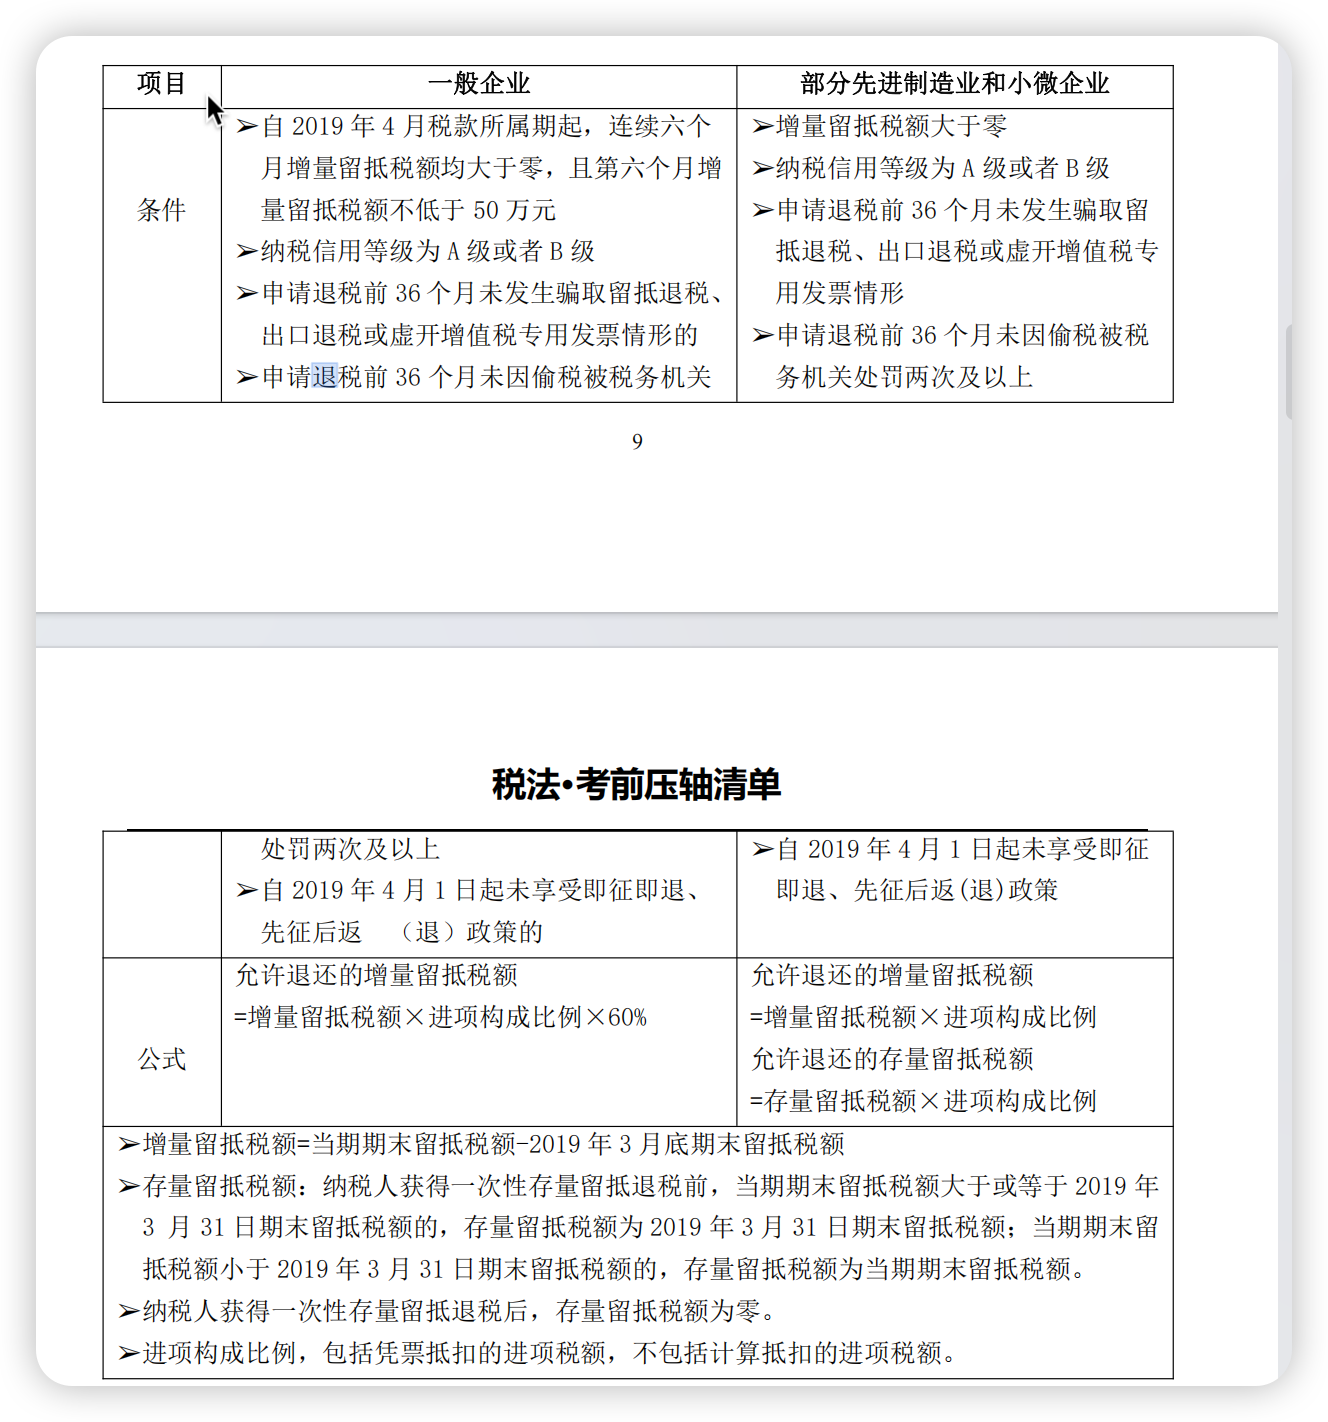 项目
一般企业
部分先进制造业和小微企业
条件
➢自 2019 年 4 月税款所属期起，连续六个
月增量留抵税额均大于零，且第六个月增
量留抵税额不低于 50 万元
➢纳税信用等级为 A 级或者 B 级
➢申请退税前 36 个月未发生骗取留抵退税、
出口退税或虚开增值税专用发票情形的
➢申请退税前 36 个月未因偷税被税务机关
➢增量留抵税额大于零
➢纳税信用等级为 A 级或者 B 级
➢申请退税前 36 个月未发生骗取留
抵退税、出口退税或虚开增值税专
用发票情形
➢申请退税前 36 个月未因偷税被税
务机关处罚两次及以上
9
税法•考前压轴清单
处罚两次及以上
➢自 2019 年 4 月 1 日起未享受即征即退、
先征后返 （退）政策的
➢自 2019 年 4 月 1 日起未享受即征
即退、先征后返(退)政策
公式
允许退还的增量留抵税额
=增量留抵税额×进项构成比例×60%
允许退还的增量留抵税额
=增量留抵税额×进项构成比例
允许退还的存量留抵税额
=存量留抵税额×进项构成比例
➢增量留抵税额=当期期末留抵税额-2019 年 3 月底期末留抵税额
➢存量留抵税额：纳税人获得一次性存量留抵退税前，当期期末留抵税额大于或等于 2019 年
3 月 31 日期末留抵税额的，存量留抵税额为 2019 年 3 月 31 日期末留抵税额；当期期末留
抵税额小于 2019 年 3 月 31 日期末留抵税额的，存量留抵税额为当期期末留抵税额。
➢纳税人获得一次性存量留抵退税后，存量留抵税额为零。
➢进项构成比例，包括凭票抵扣的进项税额，不包括计算抵扣的进项税额。